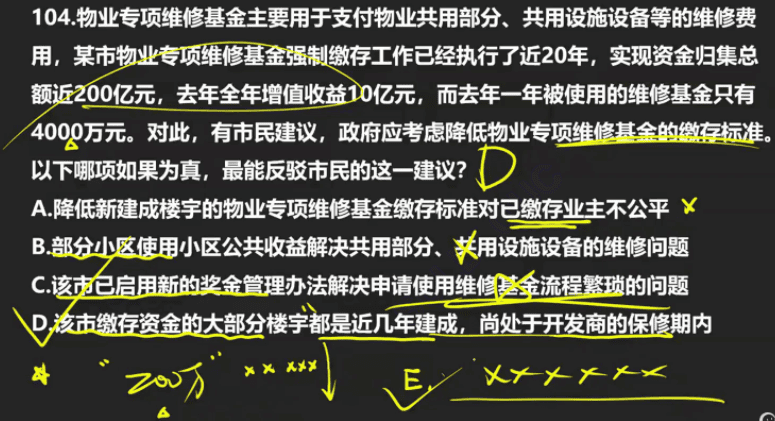 104.物业专项维修基金主要用于支付物业共用部分、共用设施设备等的维修费
用，某市物业专项维修基金强制缴存工作已经执行了近20年，实现资金归集总
额近200亿元，去年全年增值收益10亿元，而去年一年被使用的维修基金只有
4000万元。对此，有市民建议，政府应考虑降低物业专项维修基金的缴存标准。
以下哪项如果为真，最能反驳市民的这一建议？ D
A.降低新建成楼宇的物业专项维修基金缴存标准对已缴存业主不公平 ×
B.部分小区使用小区公共收益解决共用部分、共用设施设备的维修问题
C.该市已启用新的奖金管理办法解决申请使用维修基金流程繁琐的问题
D.该市缴存资金的大部分楼宇都是近几年建成，尚处于开发商的保修期内
"200万" ××××× E. ××××××